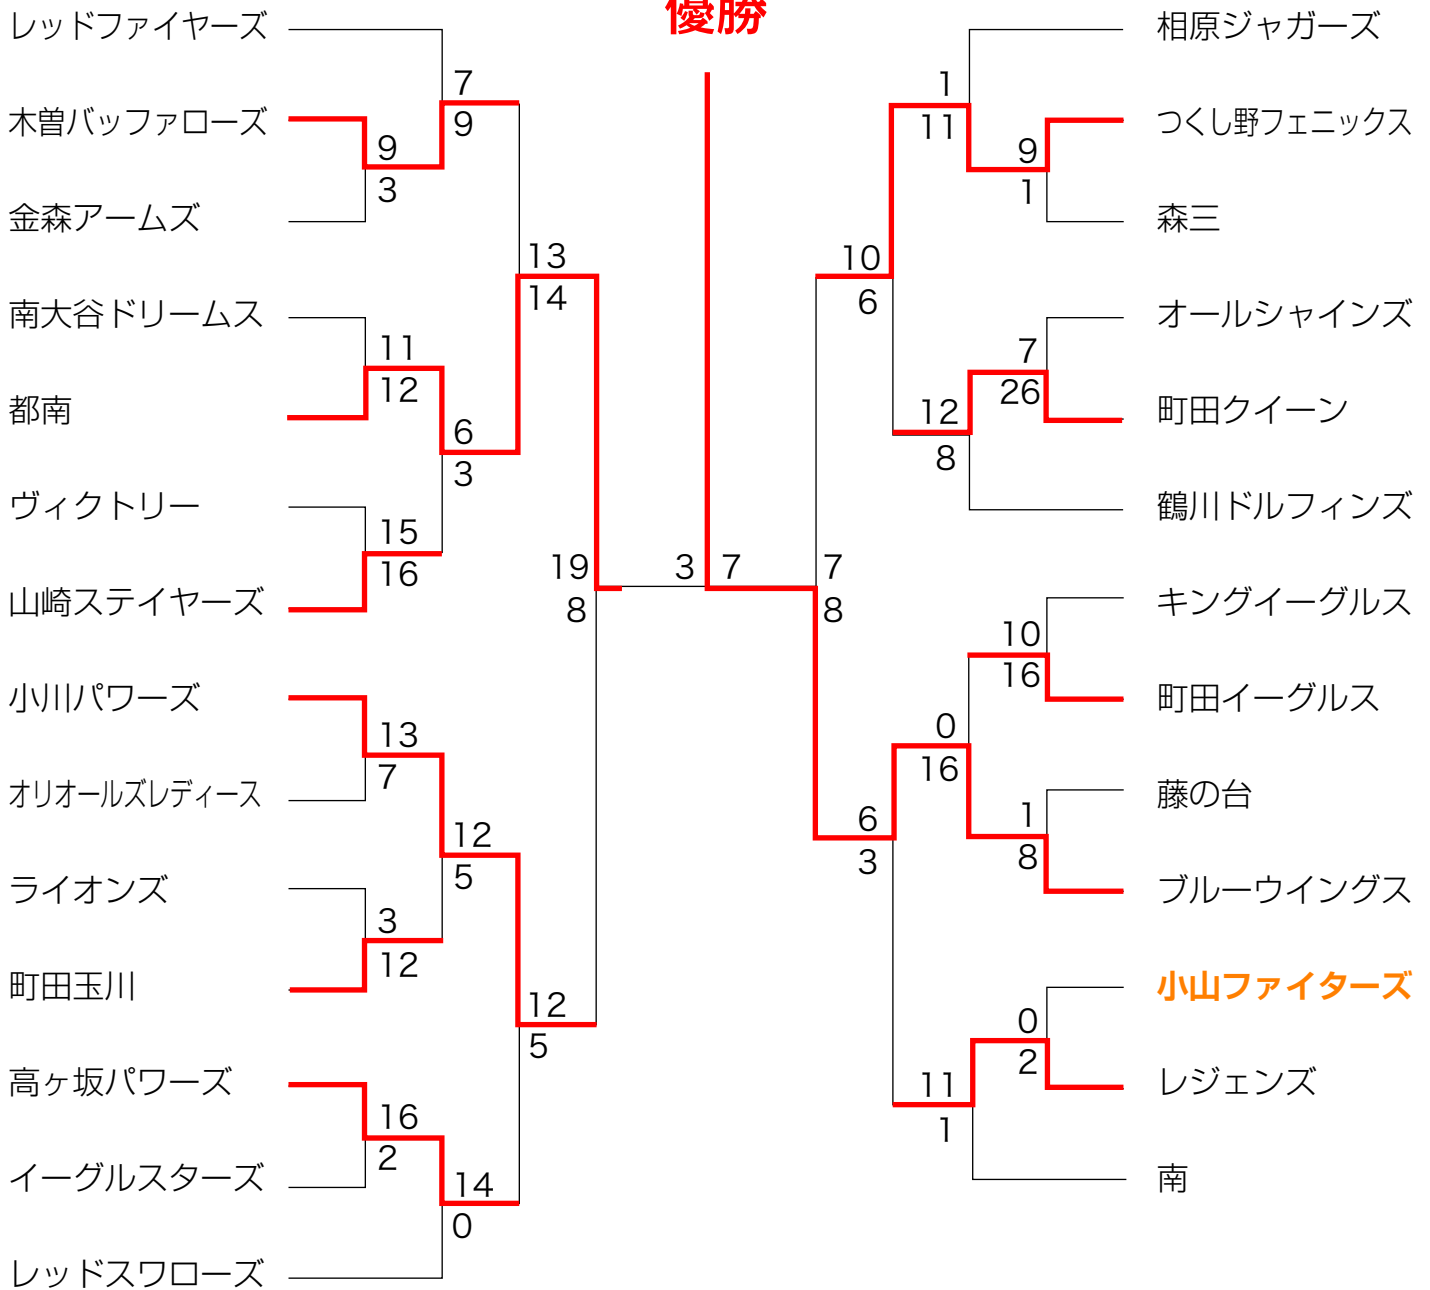 優勝
レッドファイヤーズ
7
木曽バッファローズ
9
9
3
金森アームズ
13
南大谷ドリームス
14
11
都南
12
6
3
ヴィクトリー
15
山崎ステイヤーズ
16
19
8
小川パワーズ
13
オリオールズレディース
7
12
5
ライオンズ
3
町田玉川
12
12
5
高ヶ坂パワーズ
16
イーグルスターズ
2
14
0
レッドスワローズ
3
7
相原ジャガーズ
1
つくし野フェニックス
11
9
1
森三
10
6
オールシャインズ
7
町田クイーン
26
12
8
鶴川ドルフィンズ
7
8
キングイーグルス
10
16
町田イーグルス
0
16
藤の台
1
8
ブルーウイングス
6
3
小山ファイターズ
0
2
レジェンズ
11
1
南